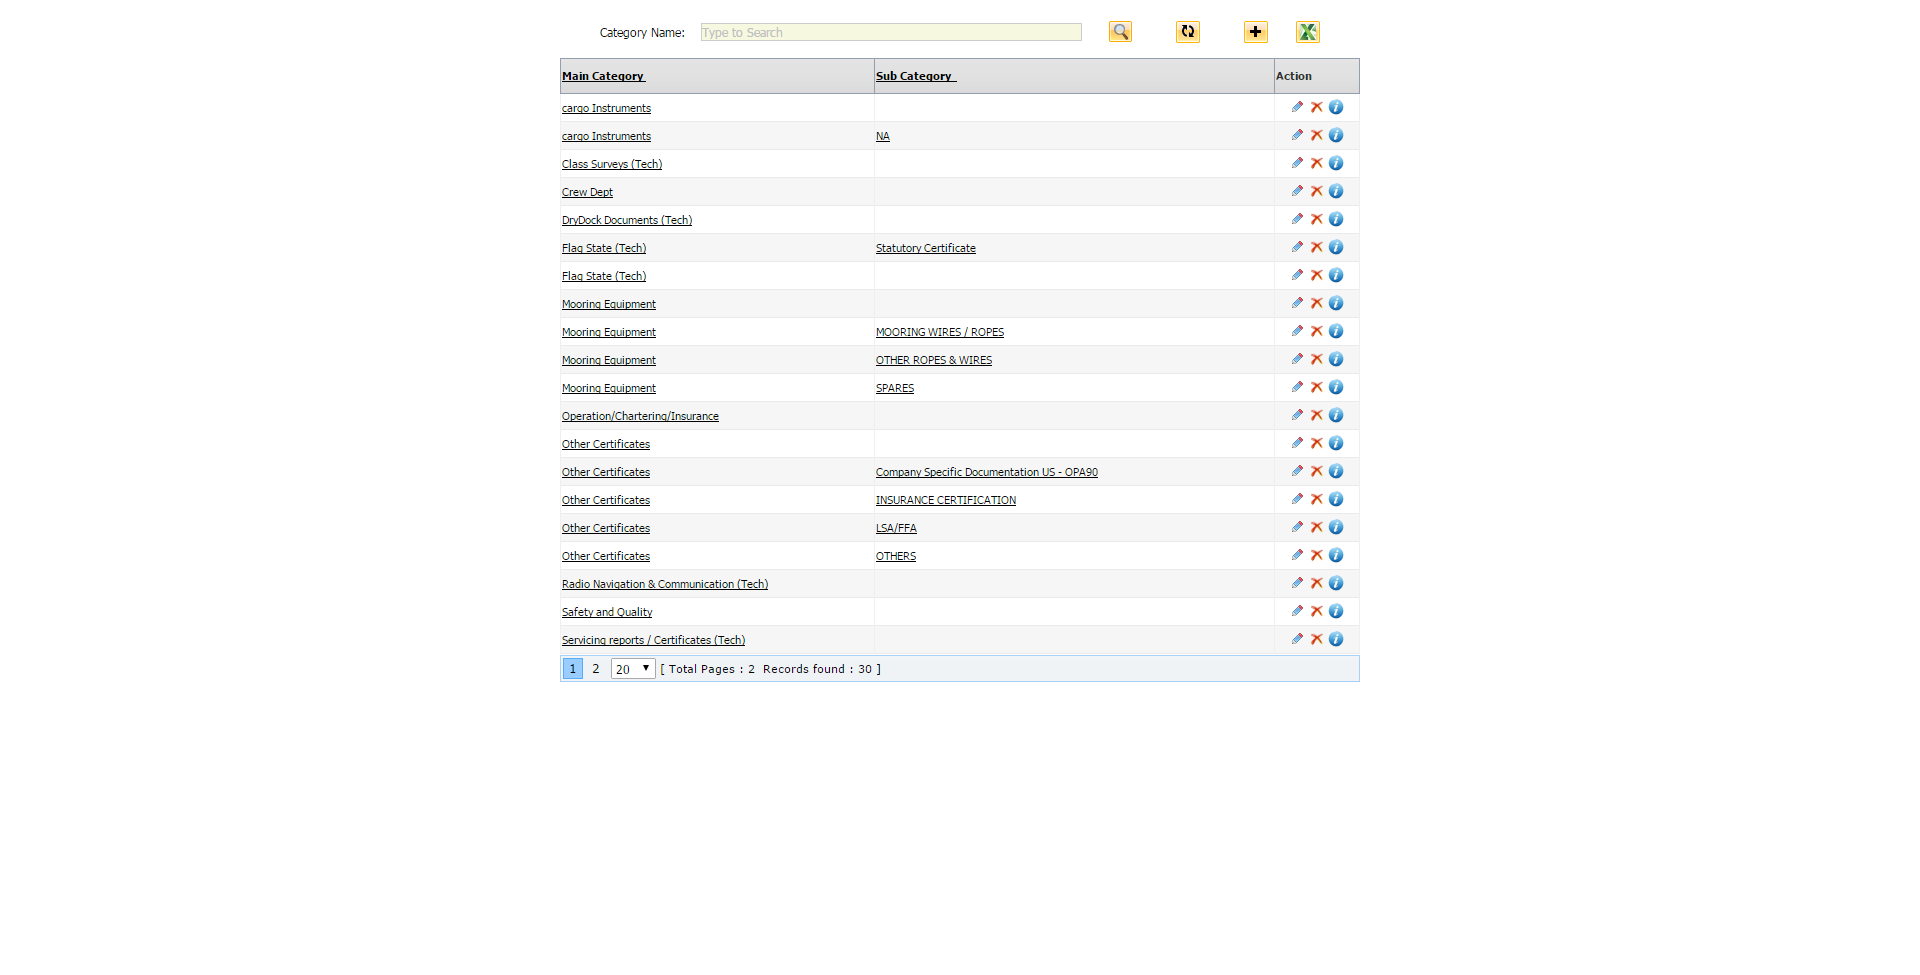 Category Name: Type to Search
Main Category Sub Category Action
cargo Instruments
cargo Instruments NA
Class Surveys (Tech)
Crew Dept
DryDock Documents (Tech)
Flag State (Tech) Statutory Certificate
Flag State (Tech)
Mooring Equipment
Mooring Equipment MOORING WIRES / ROPES
Mooring Equipment OTHER ROPES & WIRES
Mooring Equipment SPARES
Operation/Chartering/Insurance
Other Certificates
Other Certificates Company Specific Documentation US - OPA90
Other Certificates INSURANCE CERTIFICATION
Other Certificates LSA/FFA
Other Certificates OTHERS
Radio Navigation & Communication (Tech)
Safety and Quality
Servicing reports / Certificates (Tech)
1 2 20 [ Total Pages : 2 Records found : 30 ]